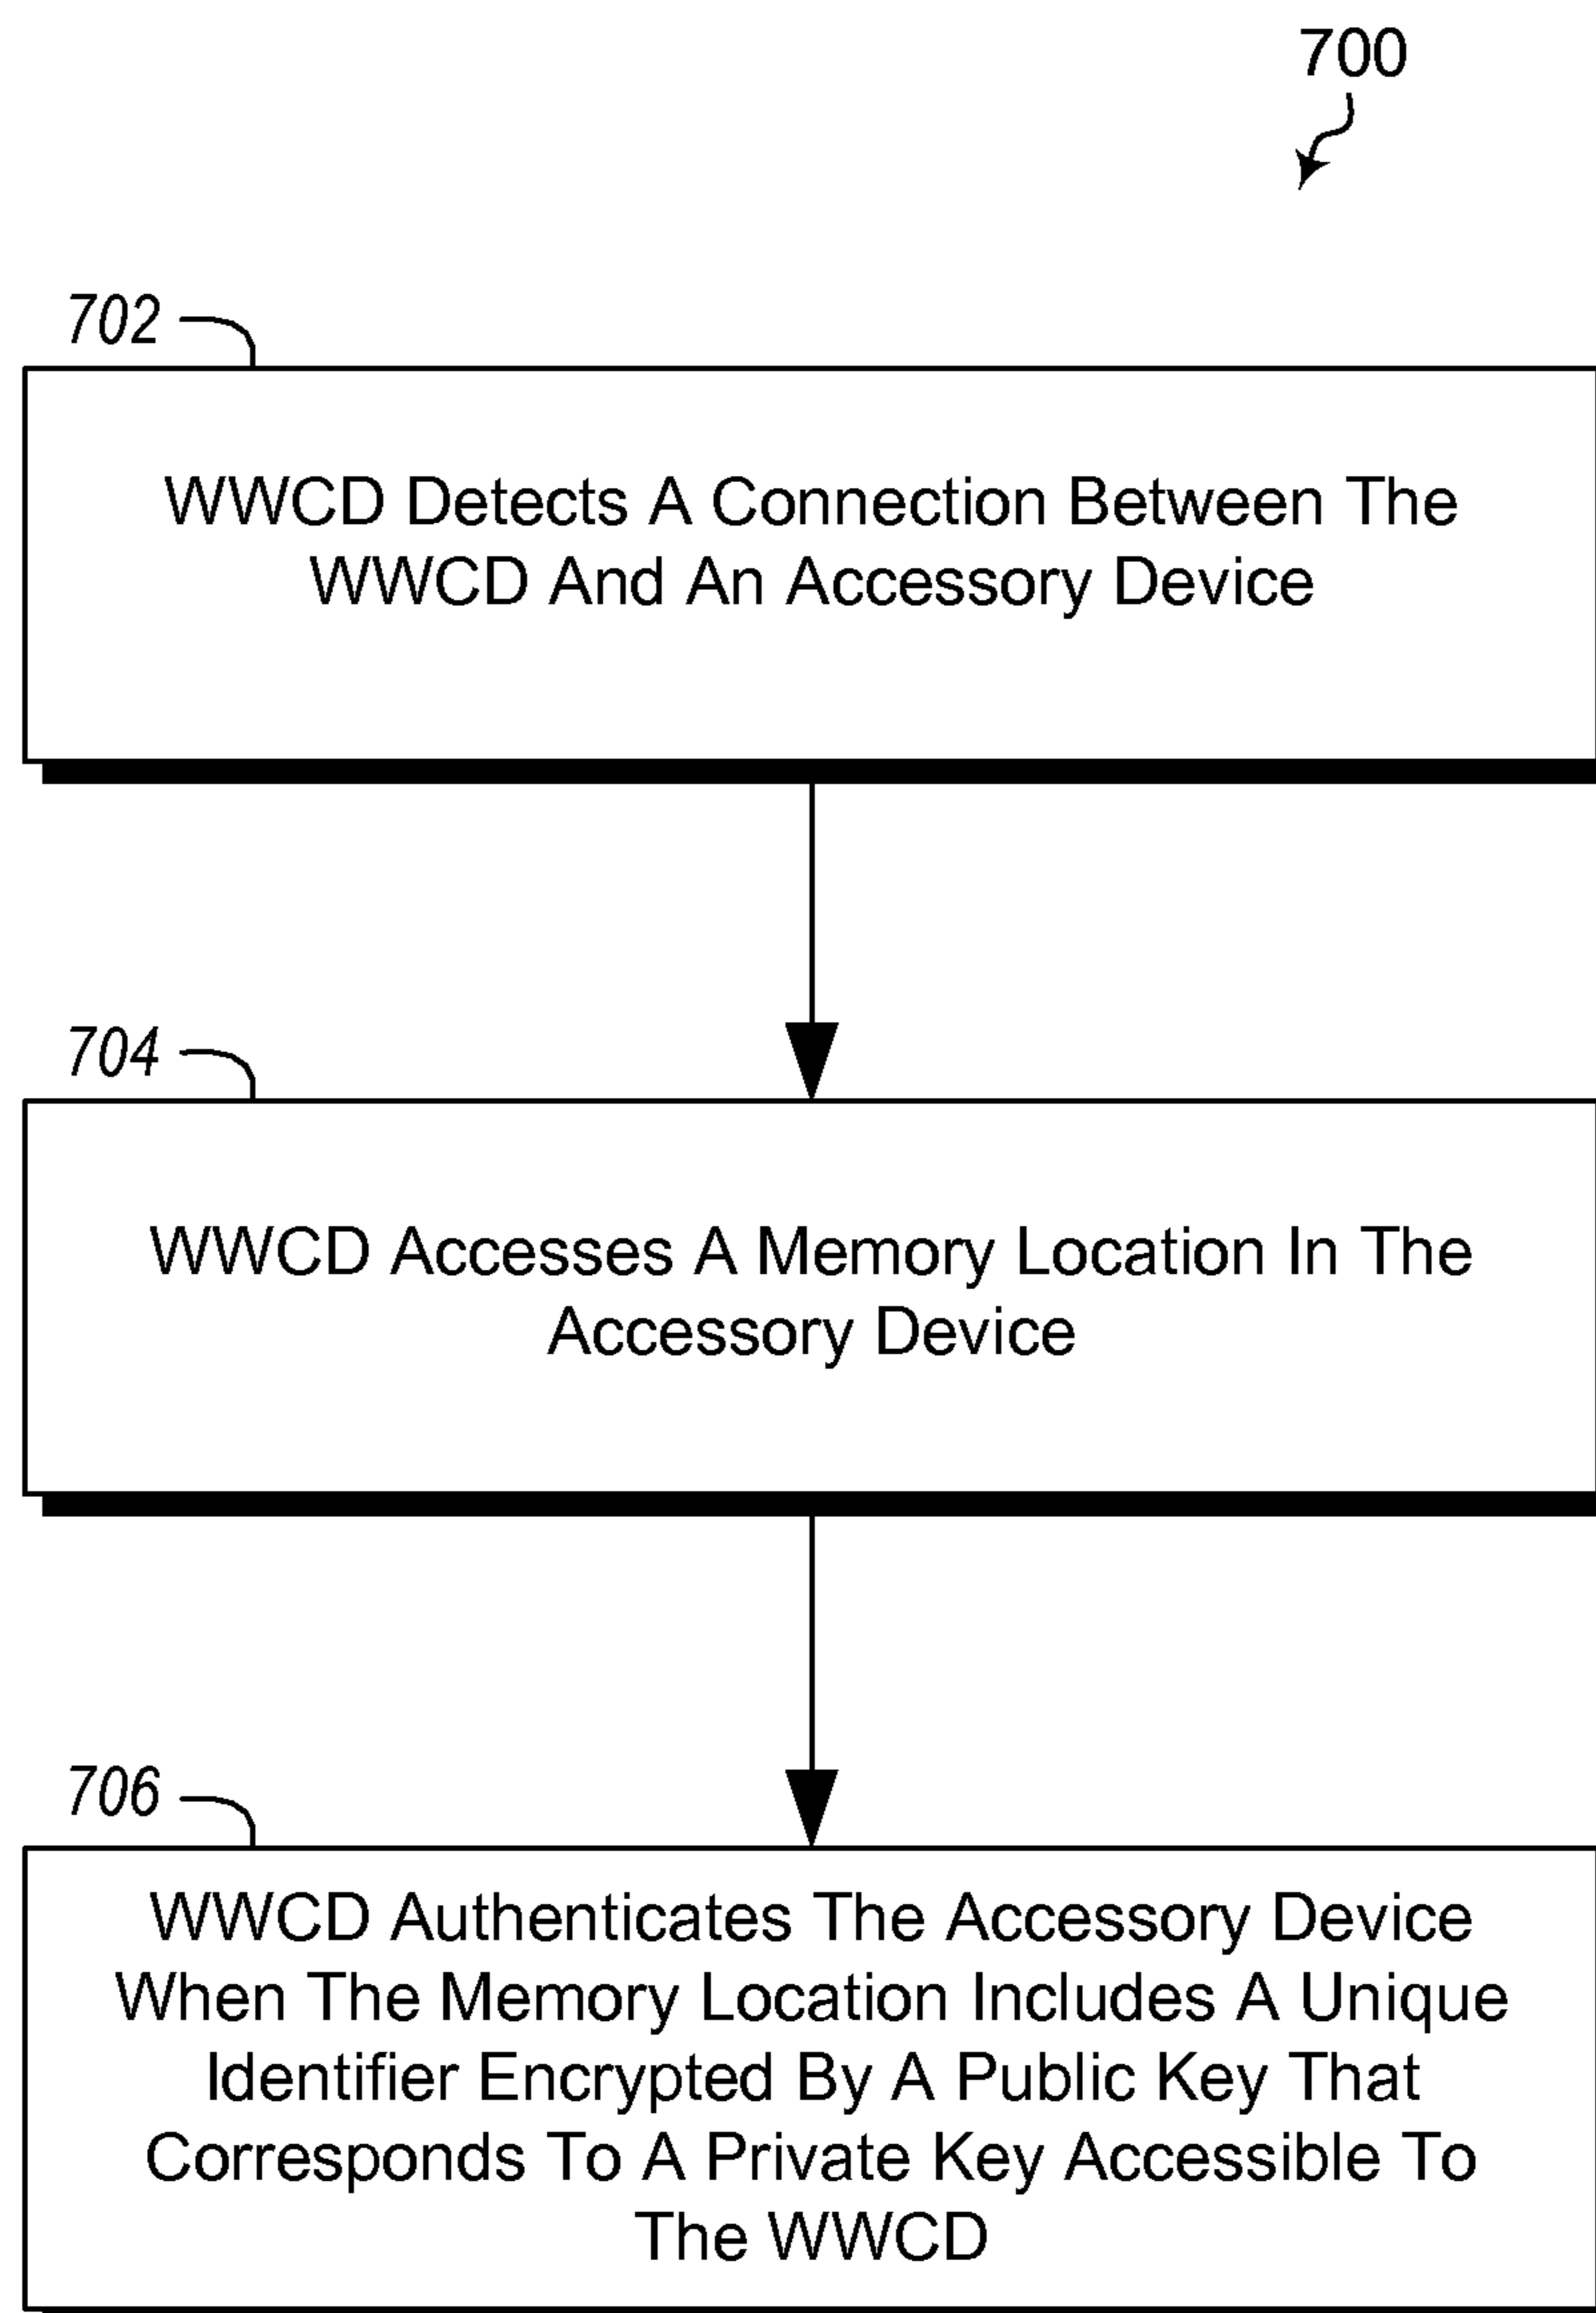 700
702
WWCD Detects A Connection Between The
WWCD And An Accessory Device
704
WWCD Accesses A Memory Location In The
Accessory Device
706
WWCD Authenticates The Accessory Device
When The Memory Location Includes A Unique
Identifier Encrypted By A Public Key That
Corresponds To A Private Key Accessible To
The WWCD